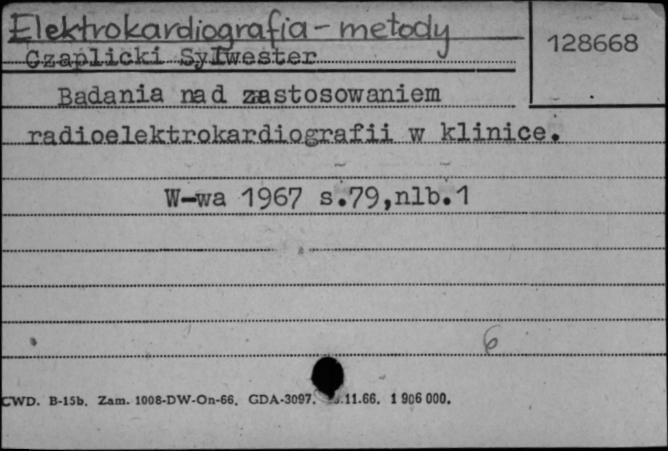 Elektrokardiografia - metody
128668
Czaplicki Sylwester
Badania nad zastosowaniem
radioelektrokardiografii w klinice.
W-wa 1967 s.79,nlb.1
6
CWD. B-15b. Zam. 1008-DW-On-66. GDA-3097. .11.66. 1 906 000.